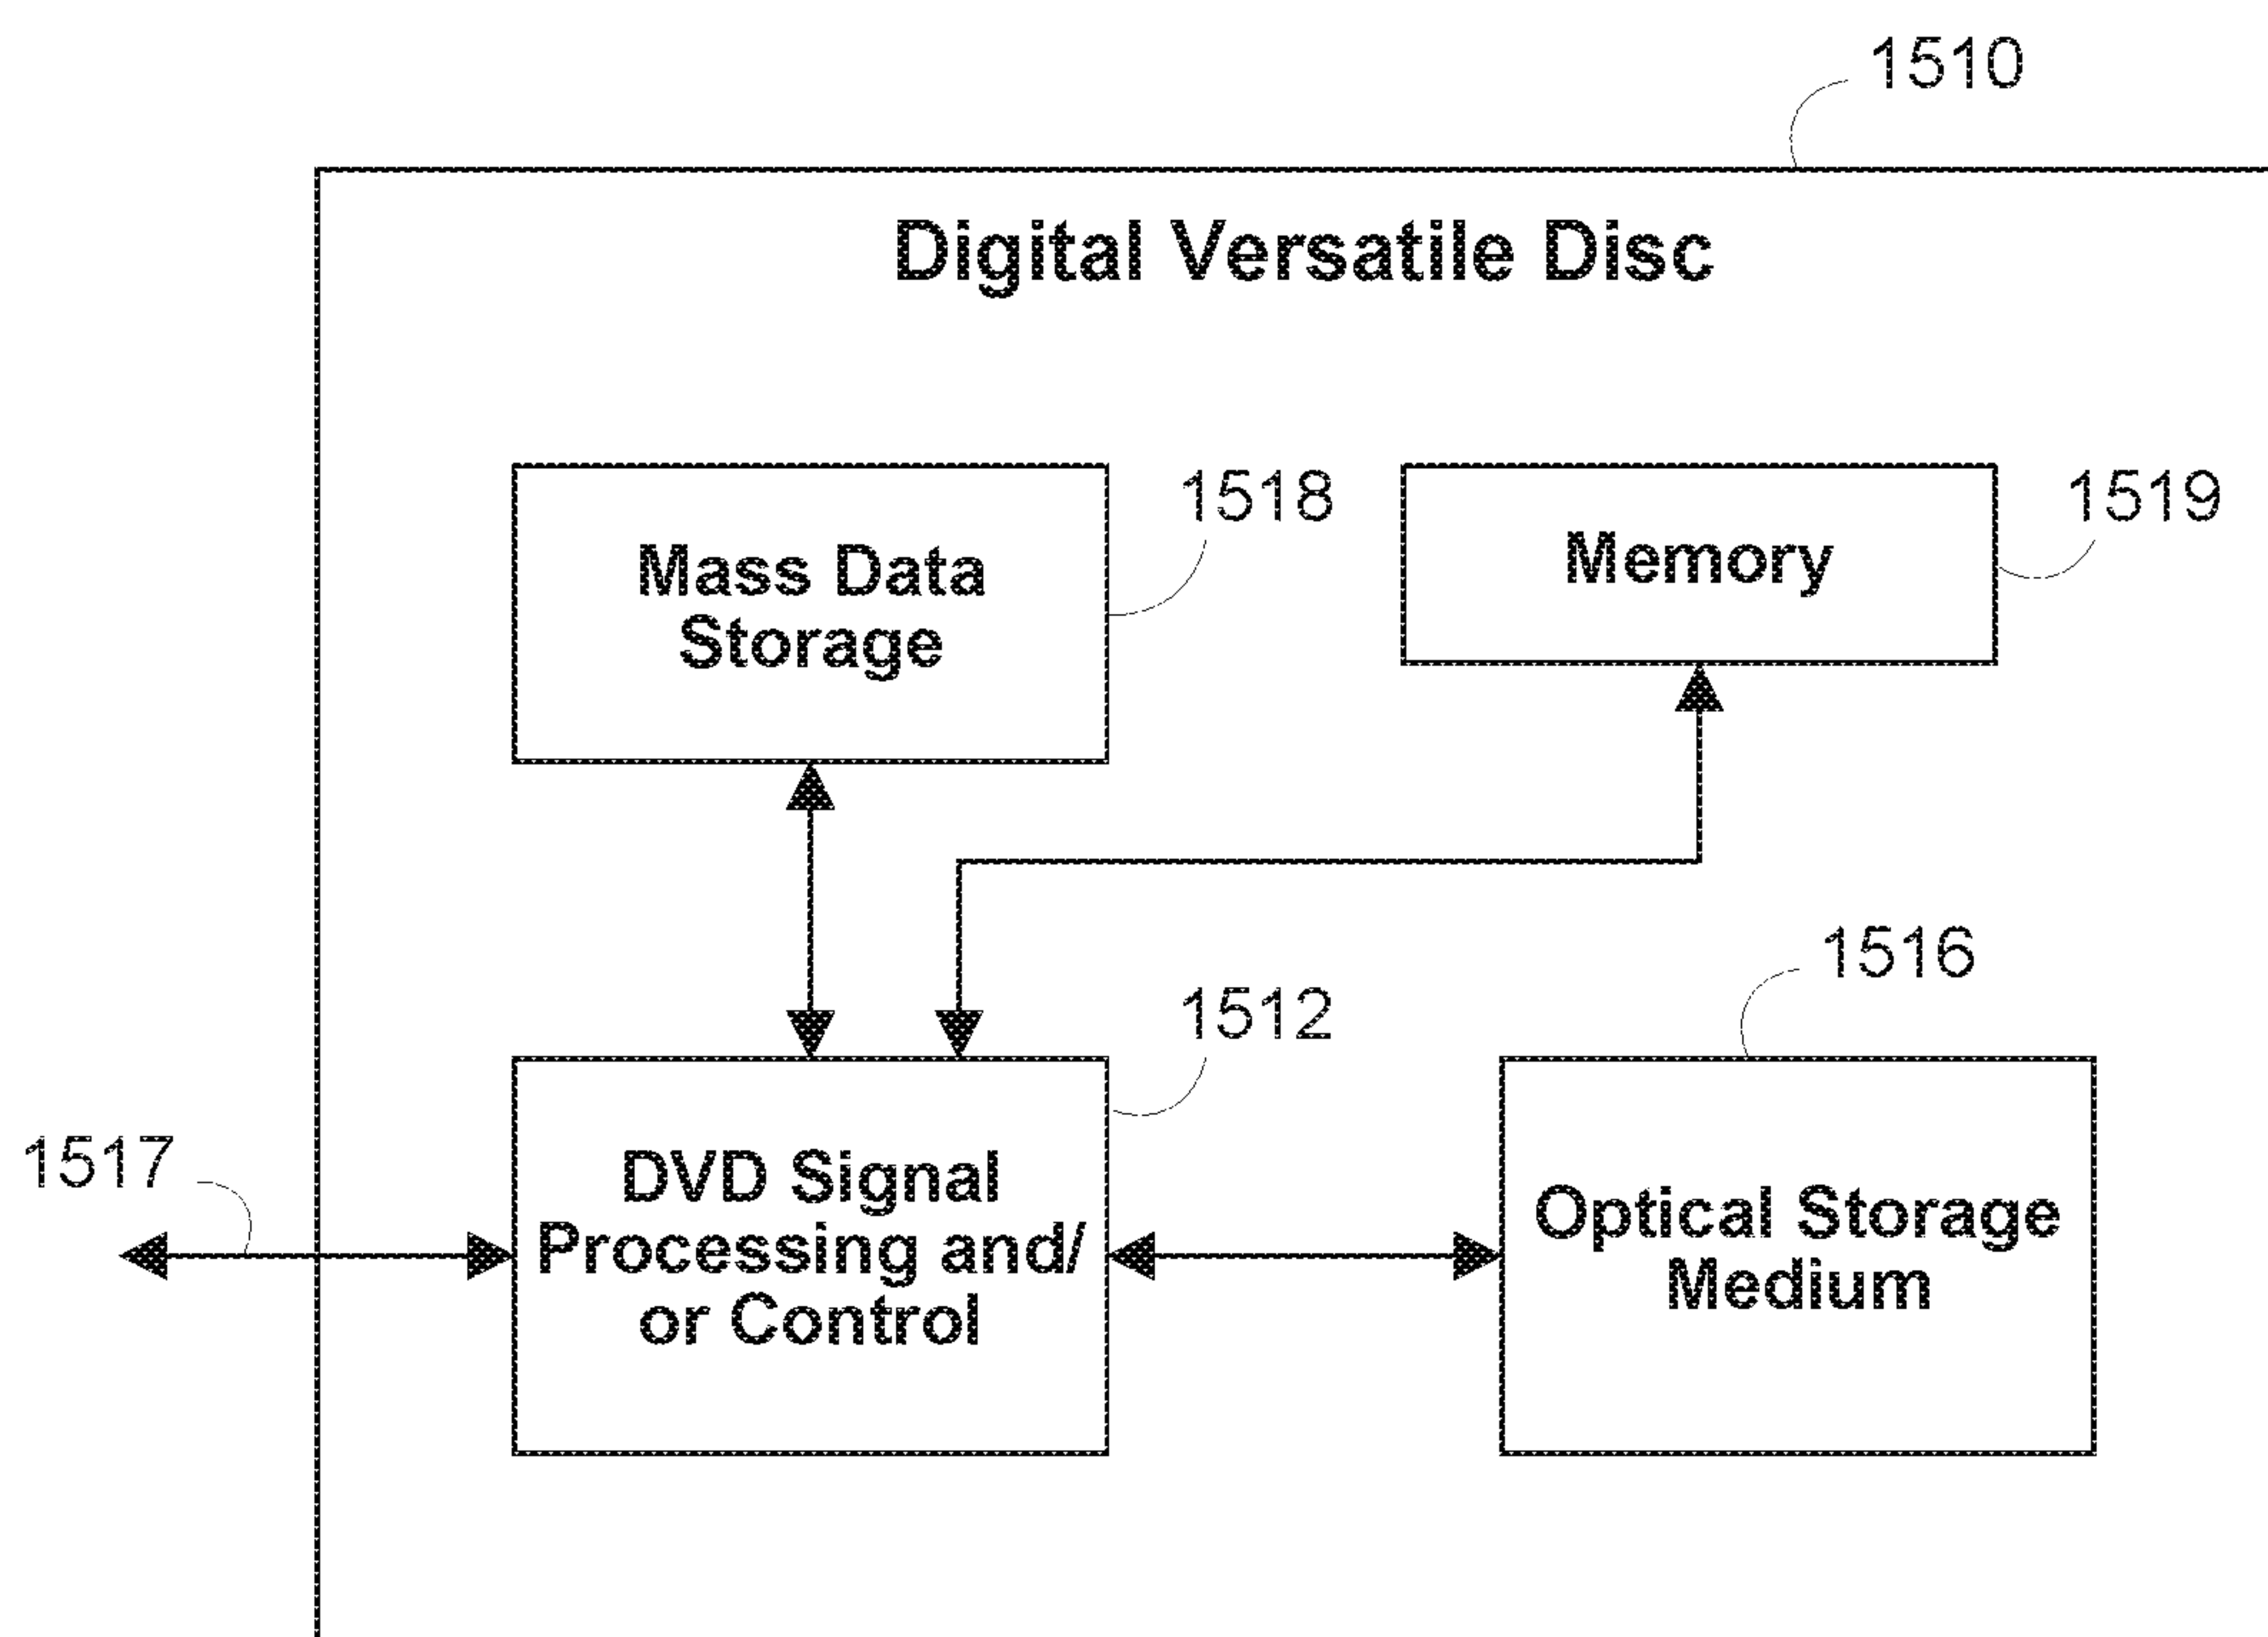 1510
Digital Versatile Disc
1518
1519
Mass Data
Storage
Memory
1516
1512
1517
DVD Signal
Processing and/
or Control
Optical Storage
Medium